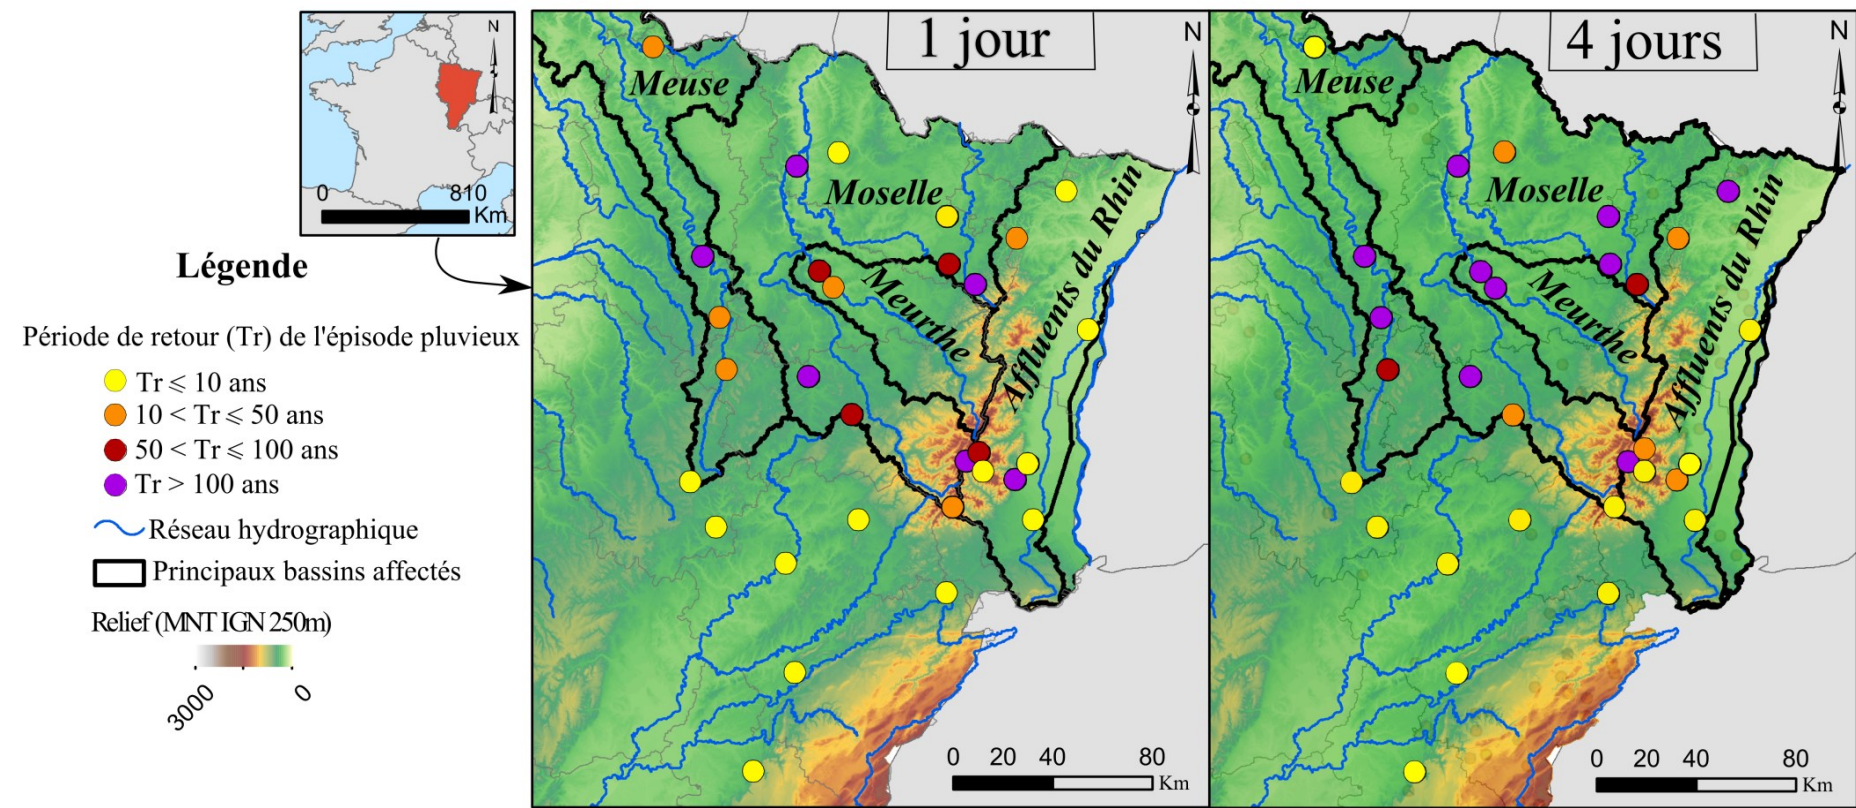 N
0
810
Km
Légende
Période de retour (Tr) de l'épisode pluvieux
Tr ⩽ 10 ans
10 < Tr ⩽ 50 ans
50 < Tr ⩽ 100 ans
Tr > 100 ans
Réseau hydrographique
Principaux bassins affectés
Relief (MNT IGN 250m)
3000
0
1 jour
N
Meuse
Moselle
Meurthe
Affluents du Rhin
0 40 80
Km
4 jours
N
Meuse
Moselle
Meurthe
Affluents du Rhin
0 40 80
Km